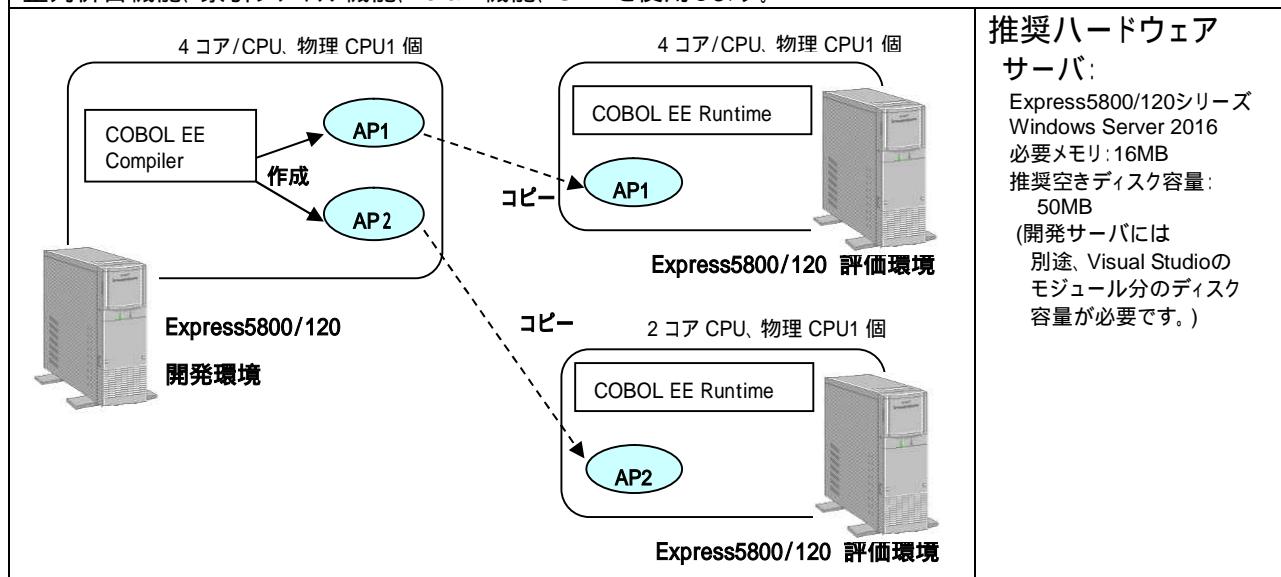 4 コア/CPU、物理 CPU1 個
COBOL EE
Compiler
作成
AP1
AP2
Express5800/120
開発環境
コピー
4 コア/CPU、物理 CPU1 個
COBOL EE Runtime
AP1
Express5800/120 評価環境
コピー
2 コア CPU、物理 CPU1 個
COBOL EE Runtime
AP2
Express5800/120 評価環境
推奨ハードウェア
サーバ:
Express5800/120シリーズ
Windows Server 2016
必要メモリ:16MB
推奨空きディスク容量:
50MB
(開発サーバには
別途、Visual Studioの
モジュール分のディスク
容量が必要です。)